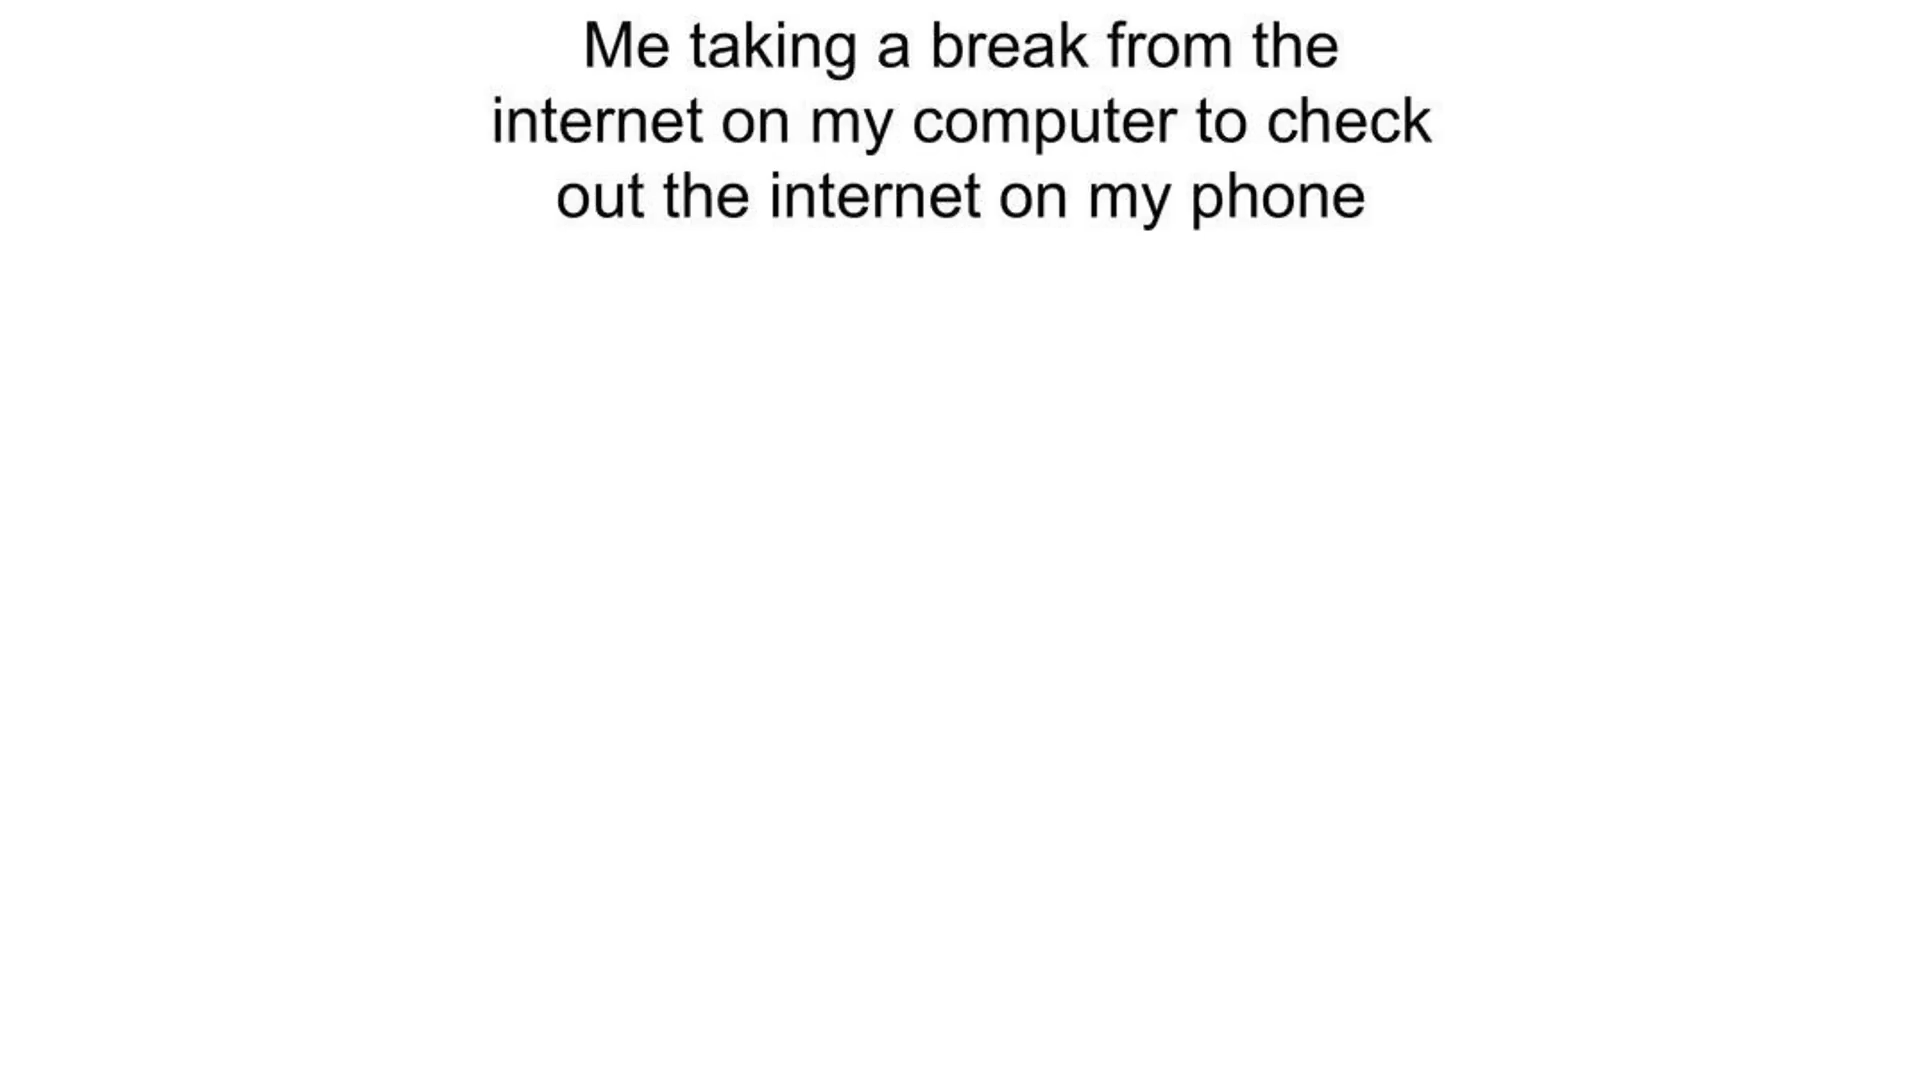 Me taking a break from the
internet on my computer to check
out the internet on my phone